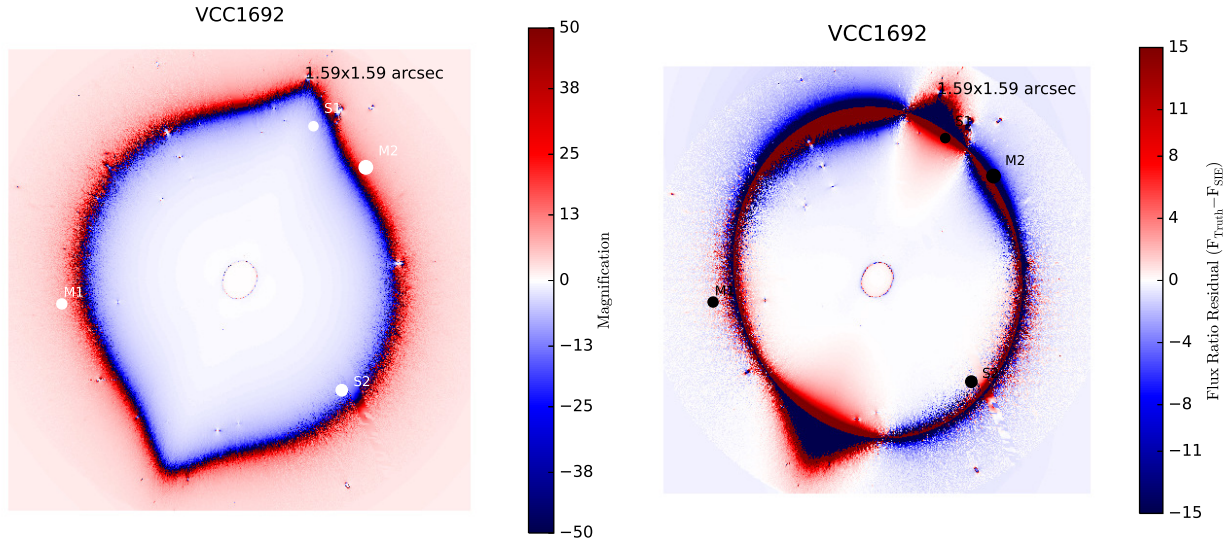 VCC1692
1.59x1.59 arcsec
S1
M2
M1
S2
50
38
25
13
0
−13
−25
−38
−50
Magnification
VCC1692
1.59x1.59 arcsec
S1
M2
M1
S2
15
11
8
4
0
−4
−8
−11
−15
Flux Ratio Residual (F_Truth−F_SIE)